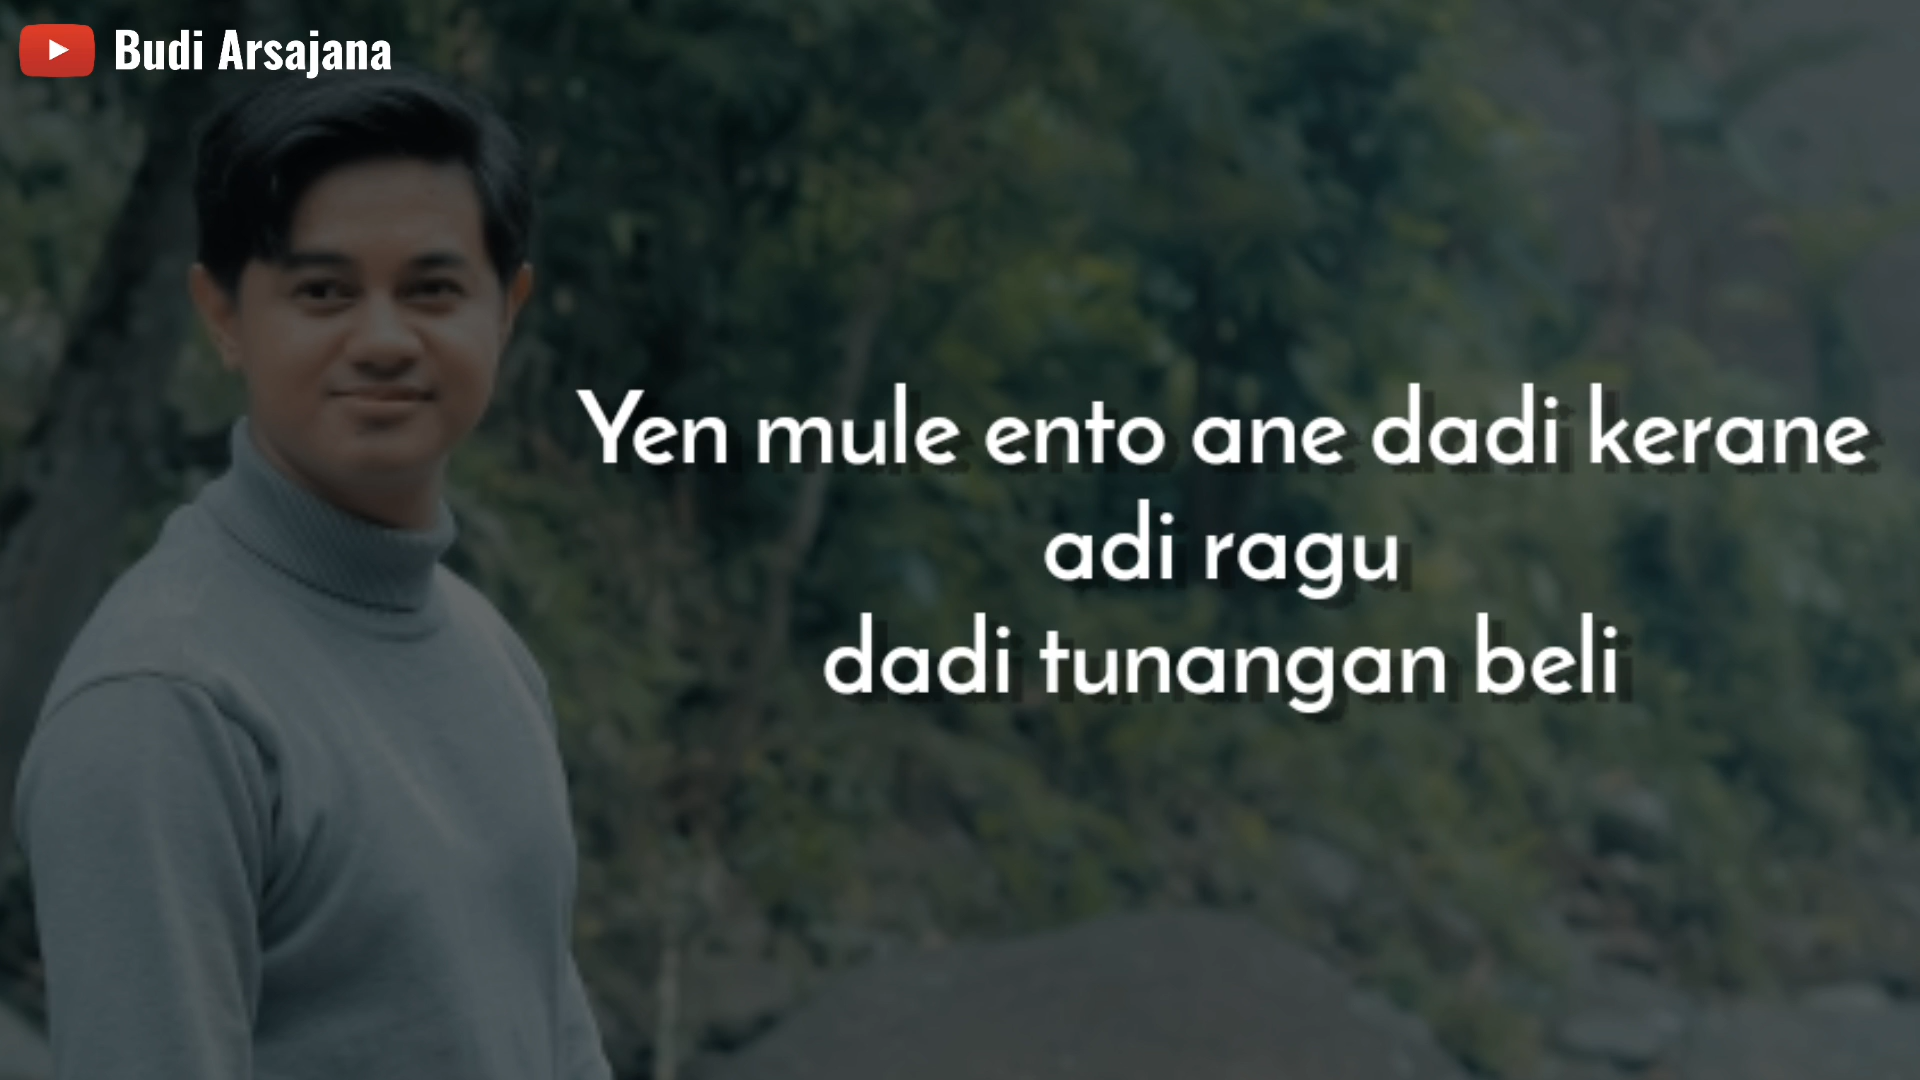 Budi Arsajana
Yen mule ento ane dadi kerane
adi ragu
dadi tunangan beli